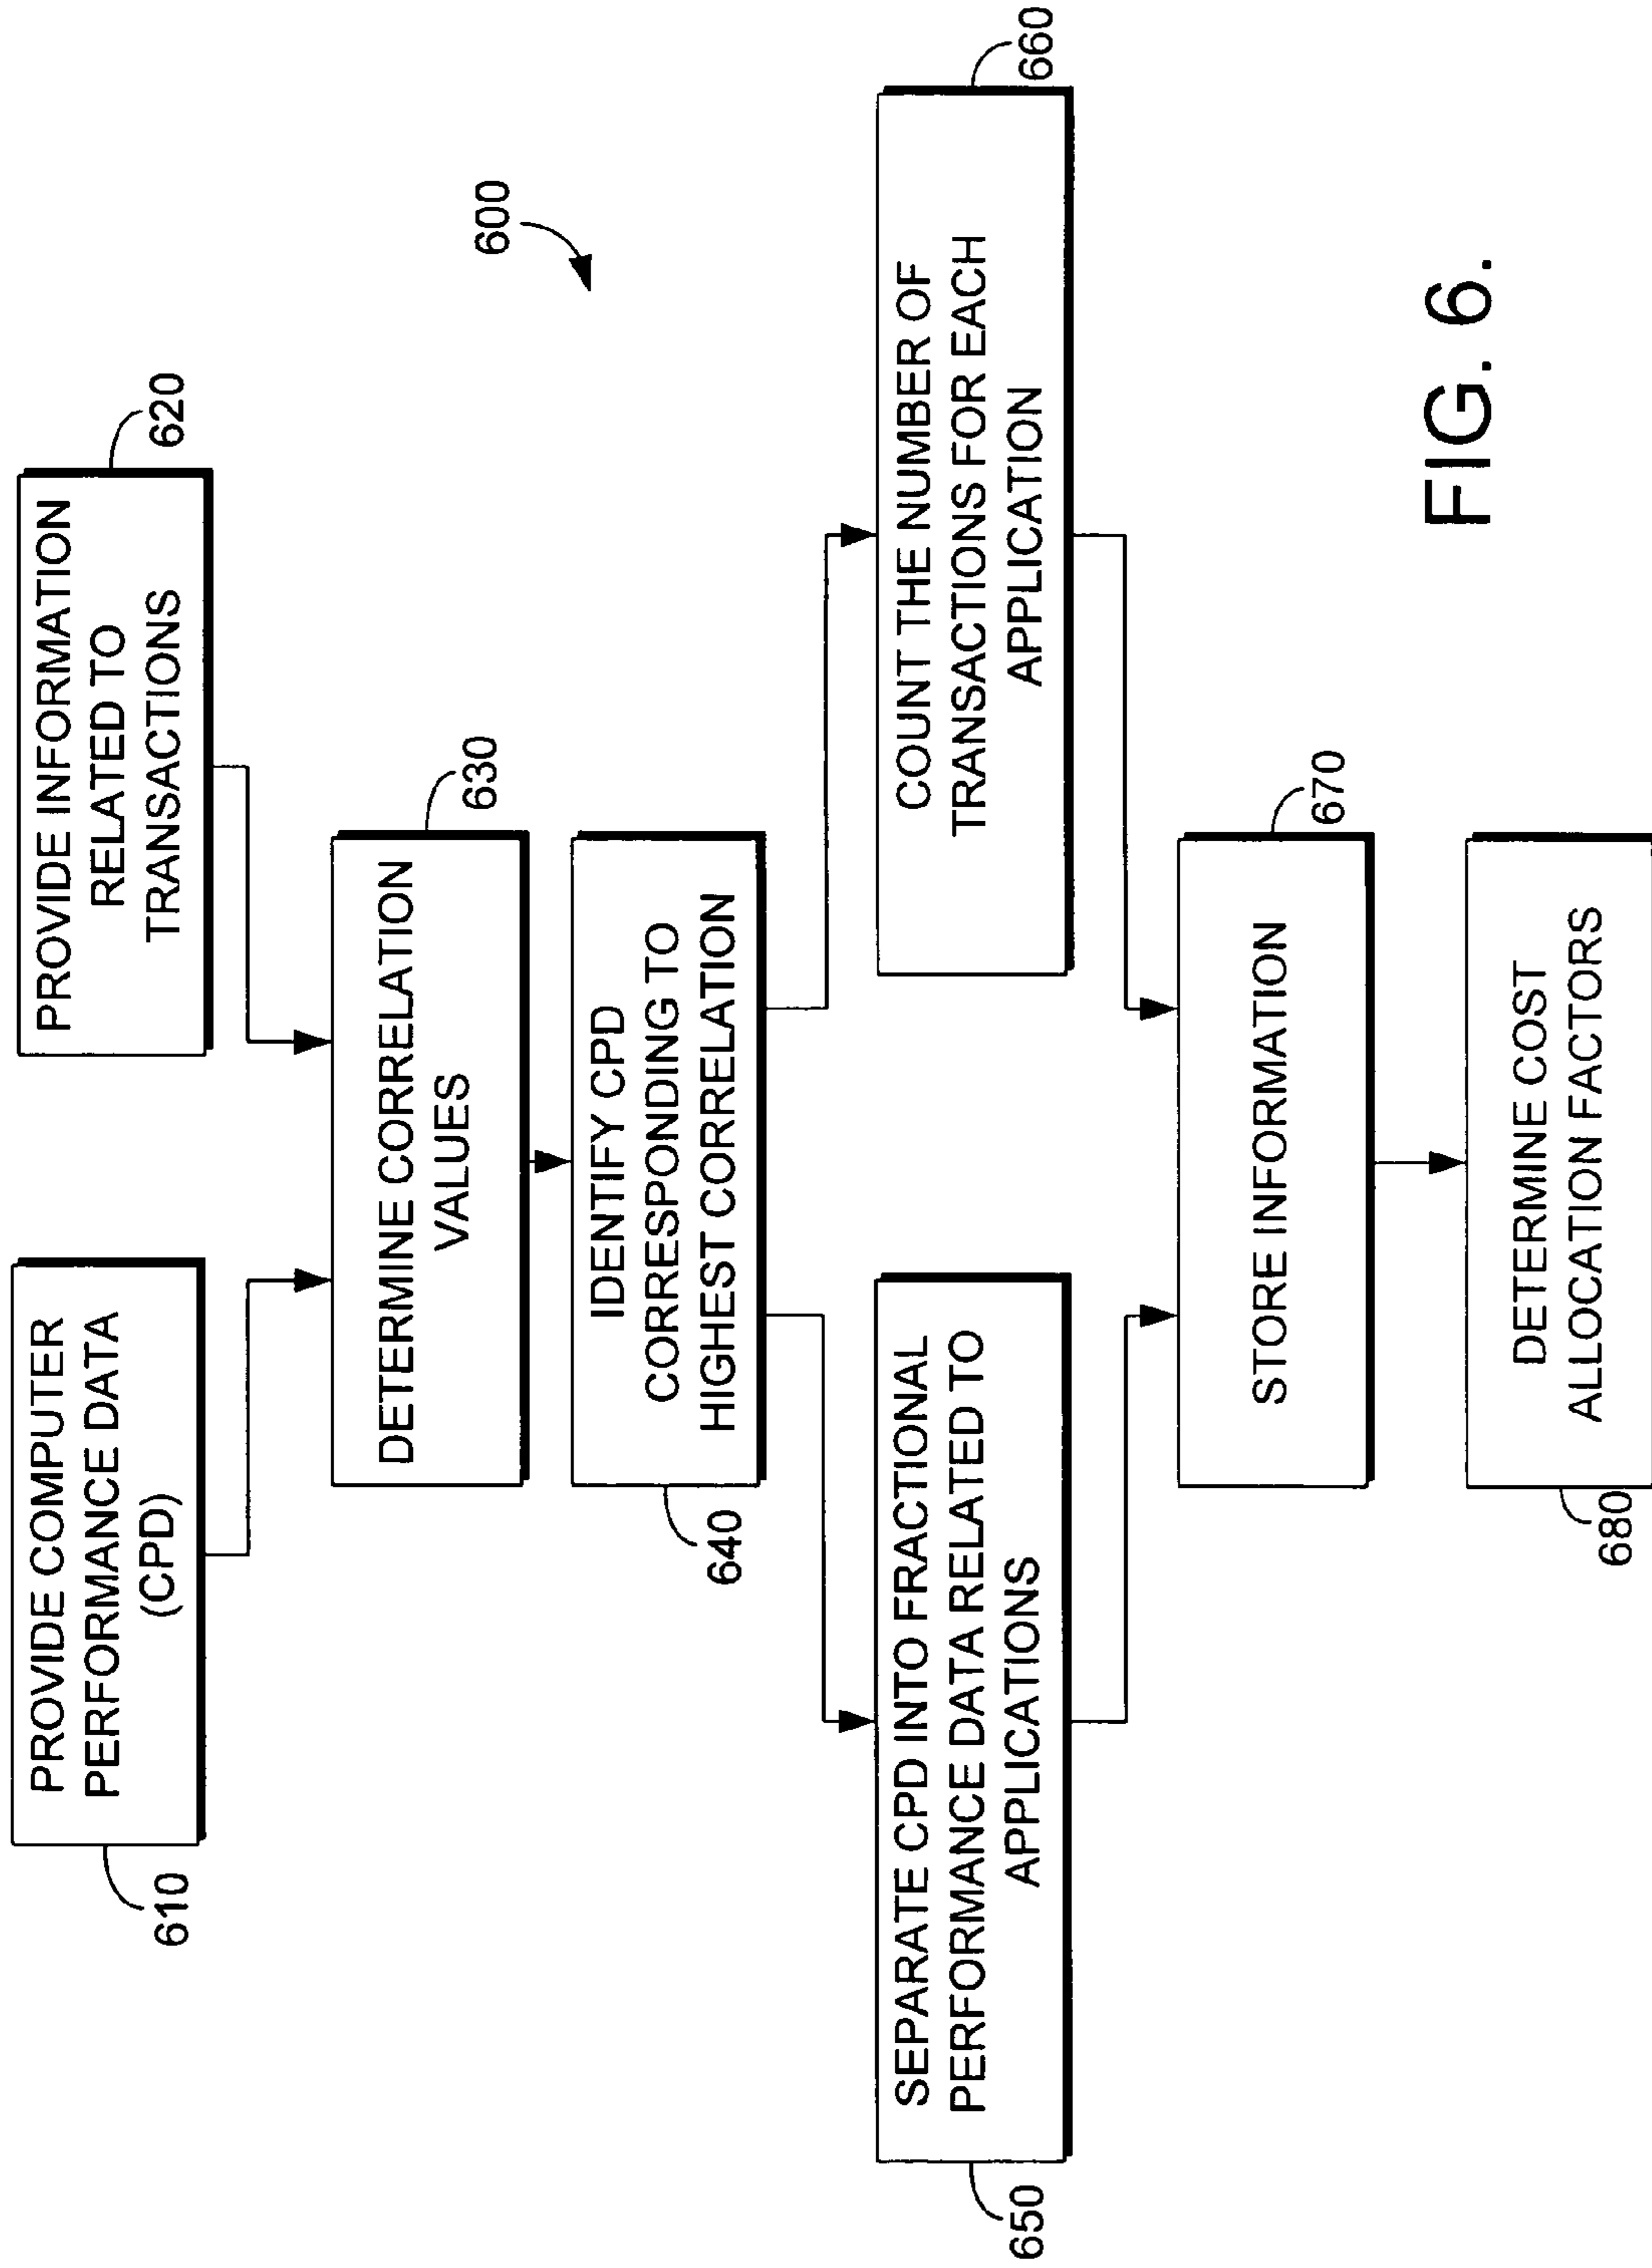 PROVIDE COMPUTER
PERFORMANCE DATA
(CPD)
610
PROVIDE INFORMATION
RELATED TO
TRANSACTIONS
620
600
DETERMINE CORRELATION
VALUES
630
IDENTIFY CPD
CORRESPONDING TO
HIGHEST CORRELATION
640
SEPARATE CPD INTO FRACTIONAL
PERFORMANCE DATA RELATED TO
APPLICATIONS
650
COUNT THE NUMBER OF
TRANSACTIONS FOR EACH
APPLICATION
660
STORE INFORMATION
670
DETERMINE COST
ALLOCATION FACTORS
680
FIG. 6.